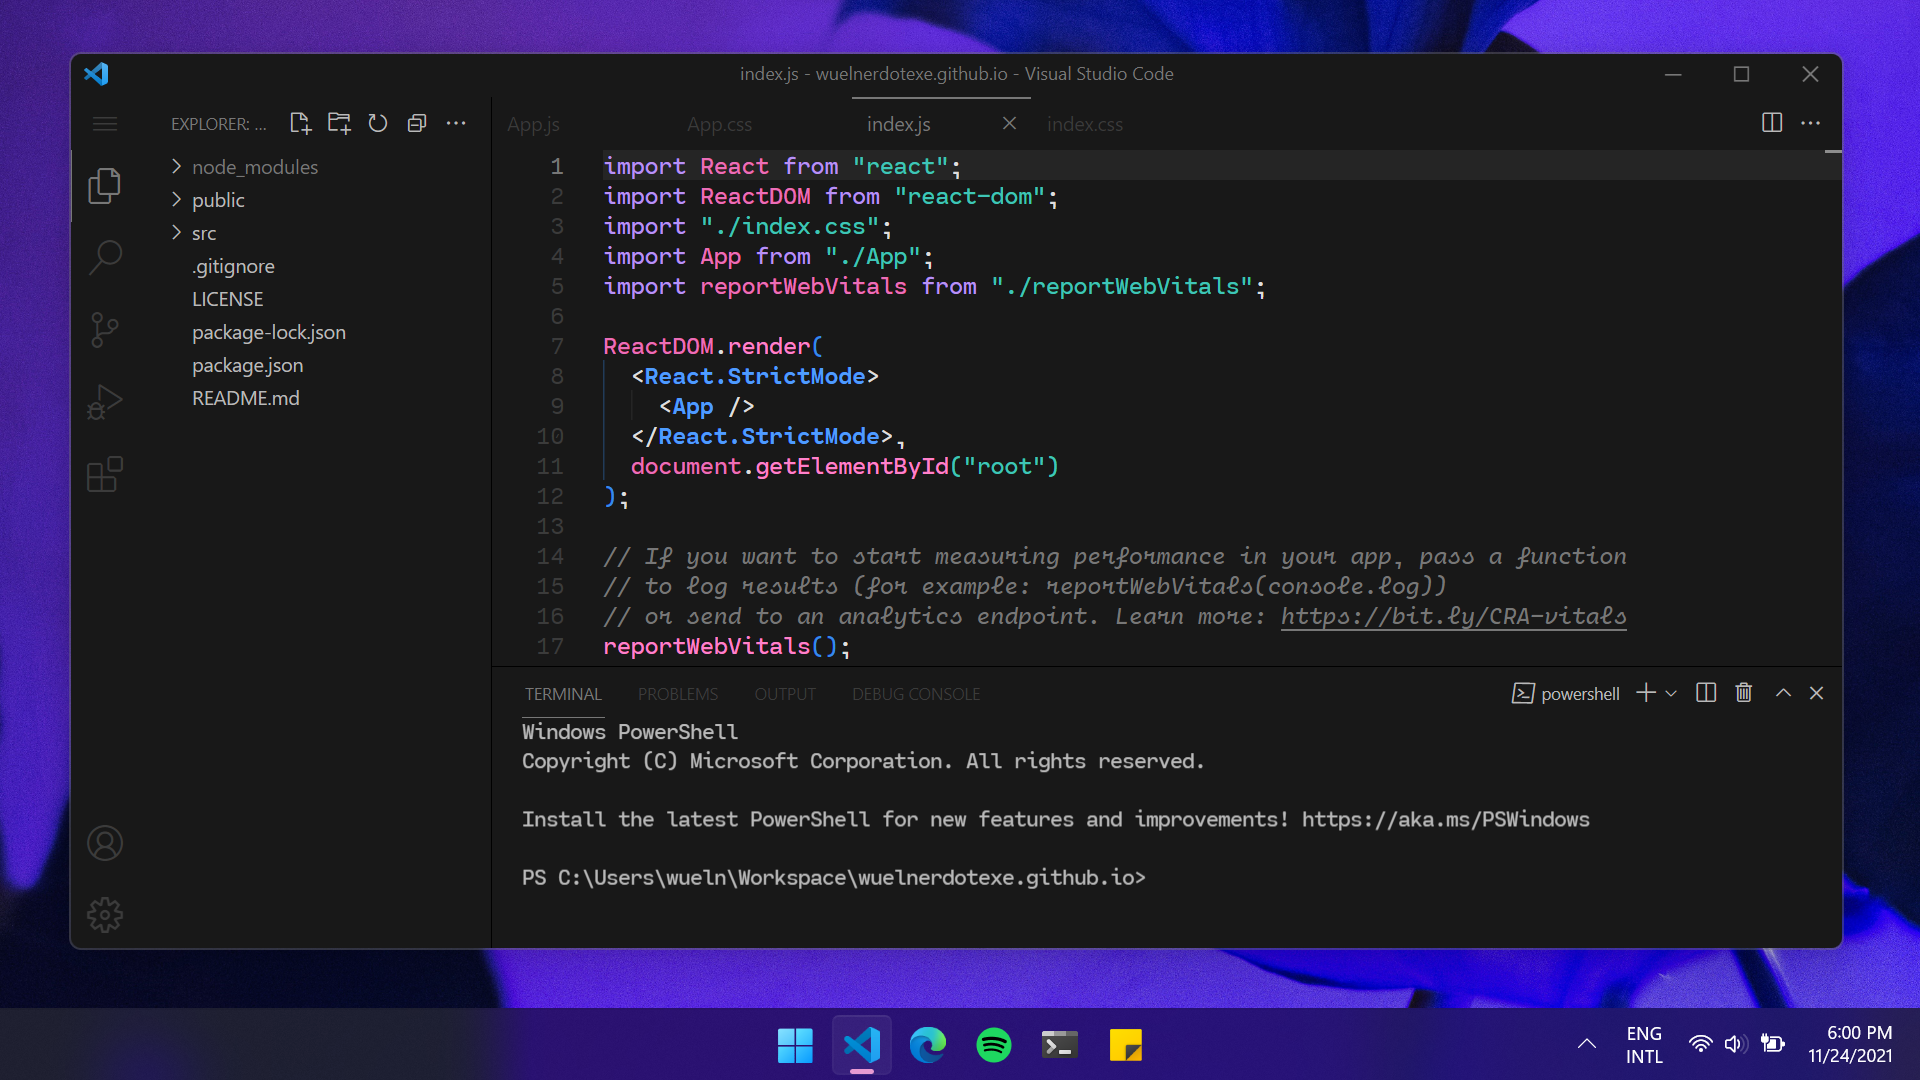 index.js - wuelnerdotexe.github.io - Visual Studio Code
EXPLORER: ...
App.js
App.css
index.js
index.css
node_modules
public
src
.gitignore
LICENSE
package-lock.json
package.json
README.md
1 import React from "react";
2 import ReactDOM from "react-dom";
3 import "./index.css";
4 import App from "./App";
5 import reportWebVitals from "./reportWebVitals";
6
7 ReactDOM.render(
8 <React.StrictMode>
9 <App />
10 </React.StrictMode>,
11 document.getElementById("root")
12 );
13
14 // If you want to start measuring performance in your app, pass a function
15 // to log results (for example: reportWebVitals(console.log))
16 // or send to an analytics endpoint. Learn more: https://bit.ly/CRA-vitals
17 reportWebVitals();
TERMINAL PROBLEMS OUTPUT DEBUG CONSOLE
powershell
Windows PowerShell
Copyright (C) Microsoft Corporation. All rights reserved.
Install the latest PowerShell for new features and improvements! https://aka.ms/PSWindows
PS C:\Users\wueln\Workspace\wuelnerdotexe.github.io>
ENG
INTL
6:00 PM
11/24/2021